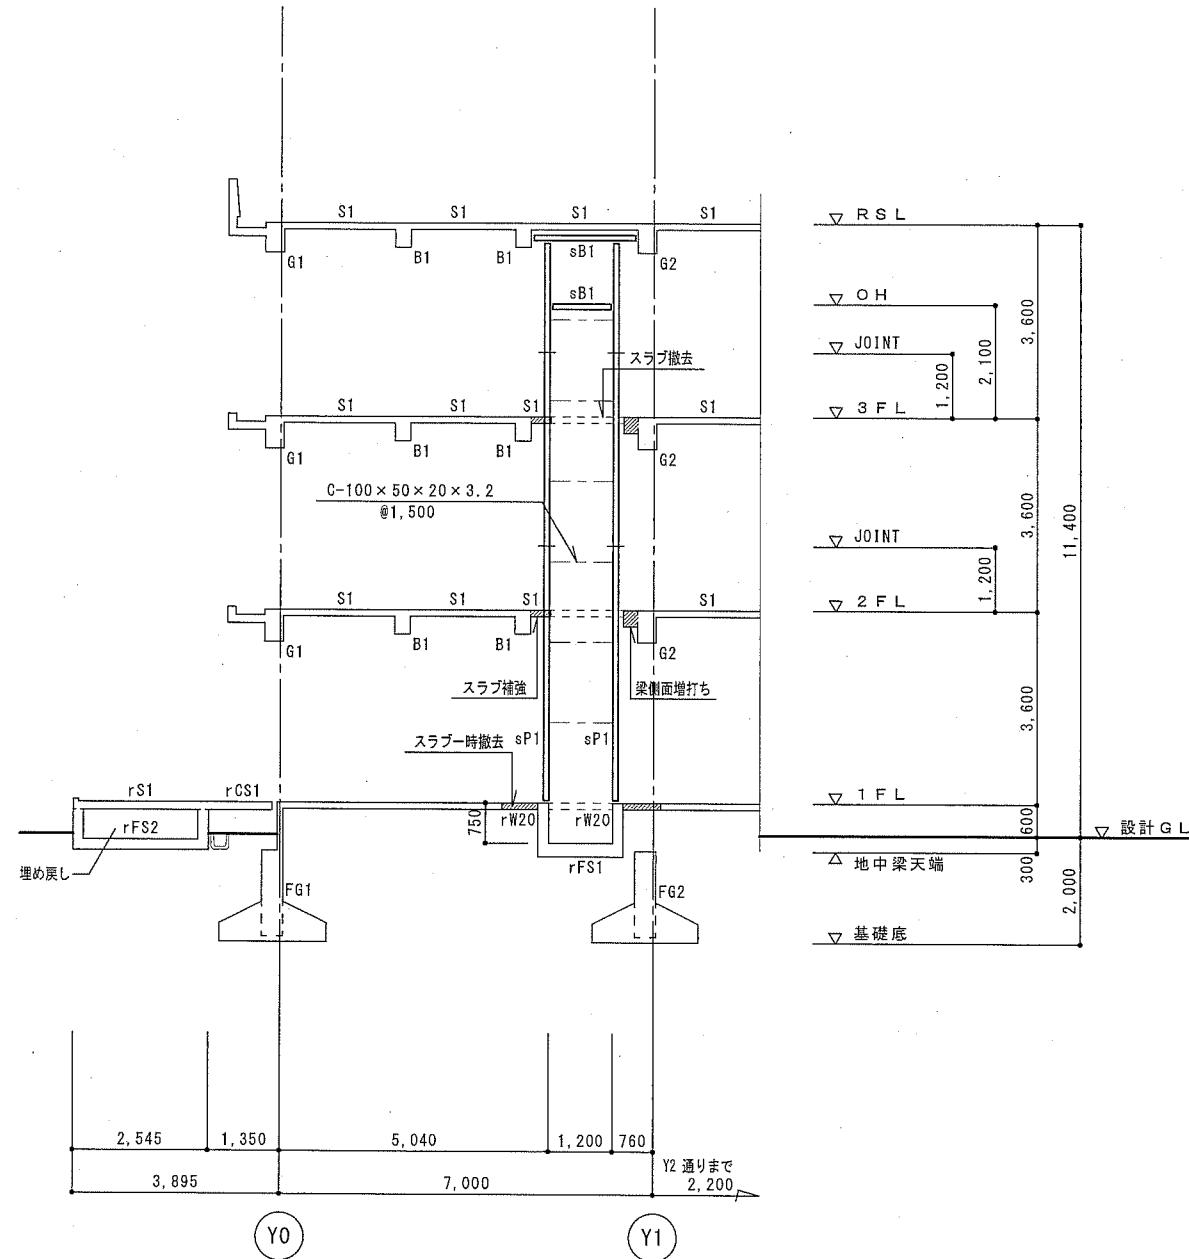 S1 S1 S1 S1
RSL
G1 B1 B1 sB1 G2
sB1
OH
3,600
JOINT
スラブ撤去
2,100
1,200
S1 S1 S1 S1
3FL
G1 B1 B1 G2
C-100×50×20×3.2
@1,500
3,600
11,400
JOINT
1,200
S1 S1 S1 S1
2FL
G1 B1 B1 G2
スラブ補強
梁側面増打ち
3,600
スラブ一時撤去
sP1 sP1
rS1 rCS1
1FL
750
rW20 rW20
600
rFS2
設計GL
埋め戻し
rFS1
地中梁天端
300
FG1 FG2
2,000
基礎底
2,545 1,350 5,040 1,200 760
Y2 通りまで
3,895 7,000 2,200
Y0 Y1